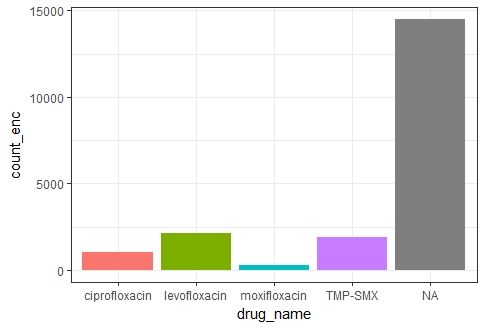 15000
10000
5000
0
count_enc
ciprofloxacin levofloxacin moxifloxacin TMP-SMX NA
drug_name